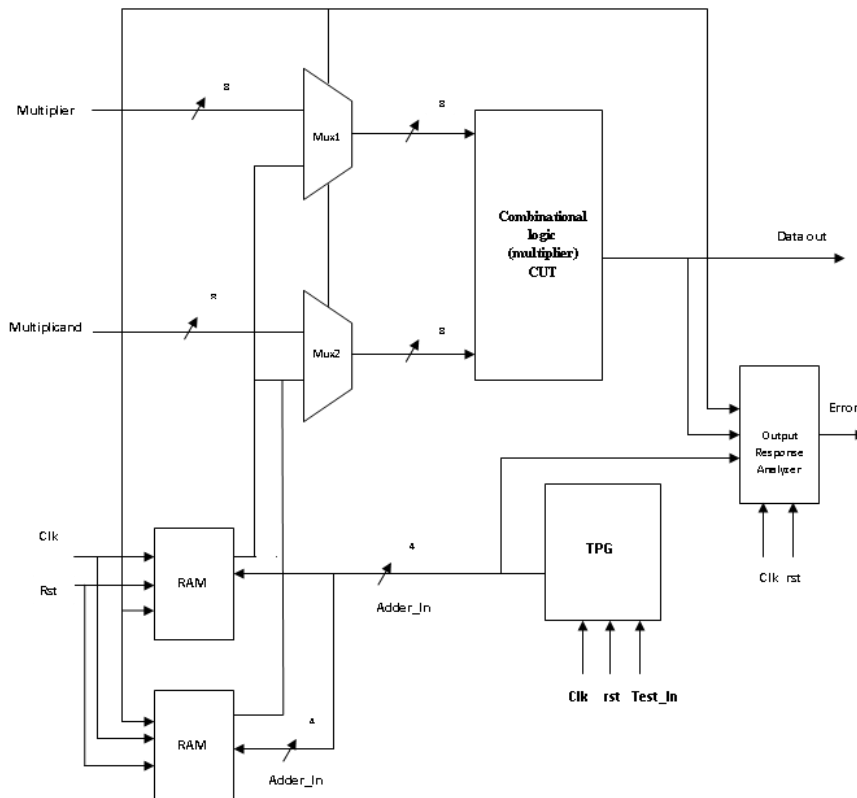 8
8
Multiplier
Mux1
Combinational
logic
(multiplier)
CUT
Data out
8
Multiplicand
Mux2
8
Error
Output
Response
Analyzer
Clk
Rst
RAM
4
Adder_In
TPG
Clk rst
Clk rst Test_In
RAM
4
Adder_In